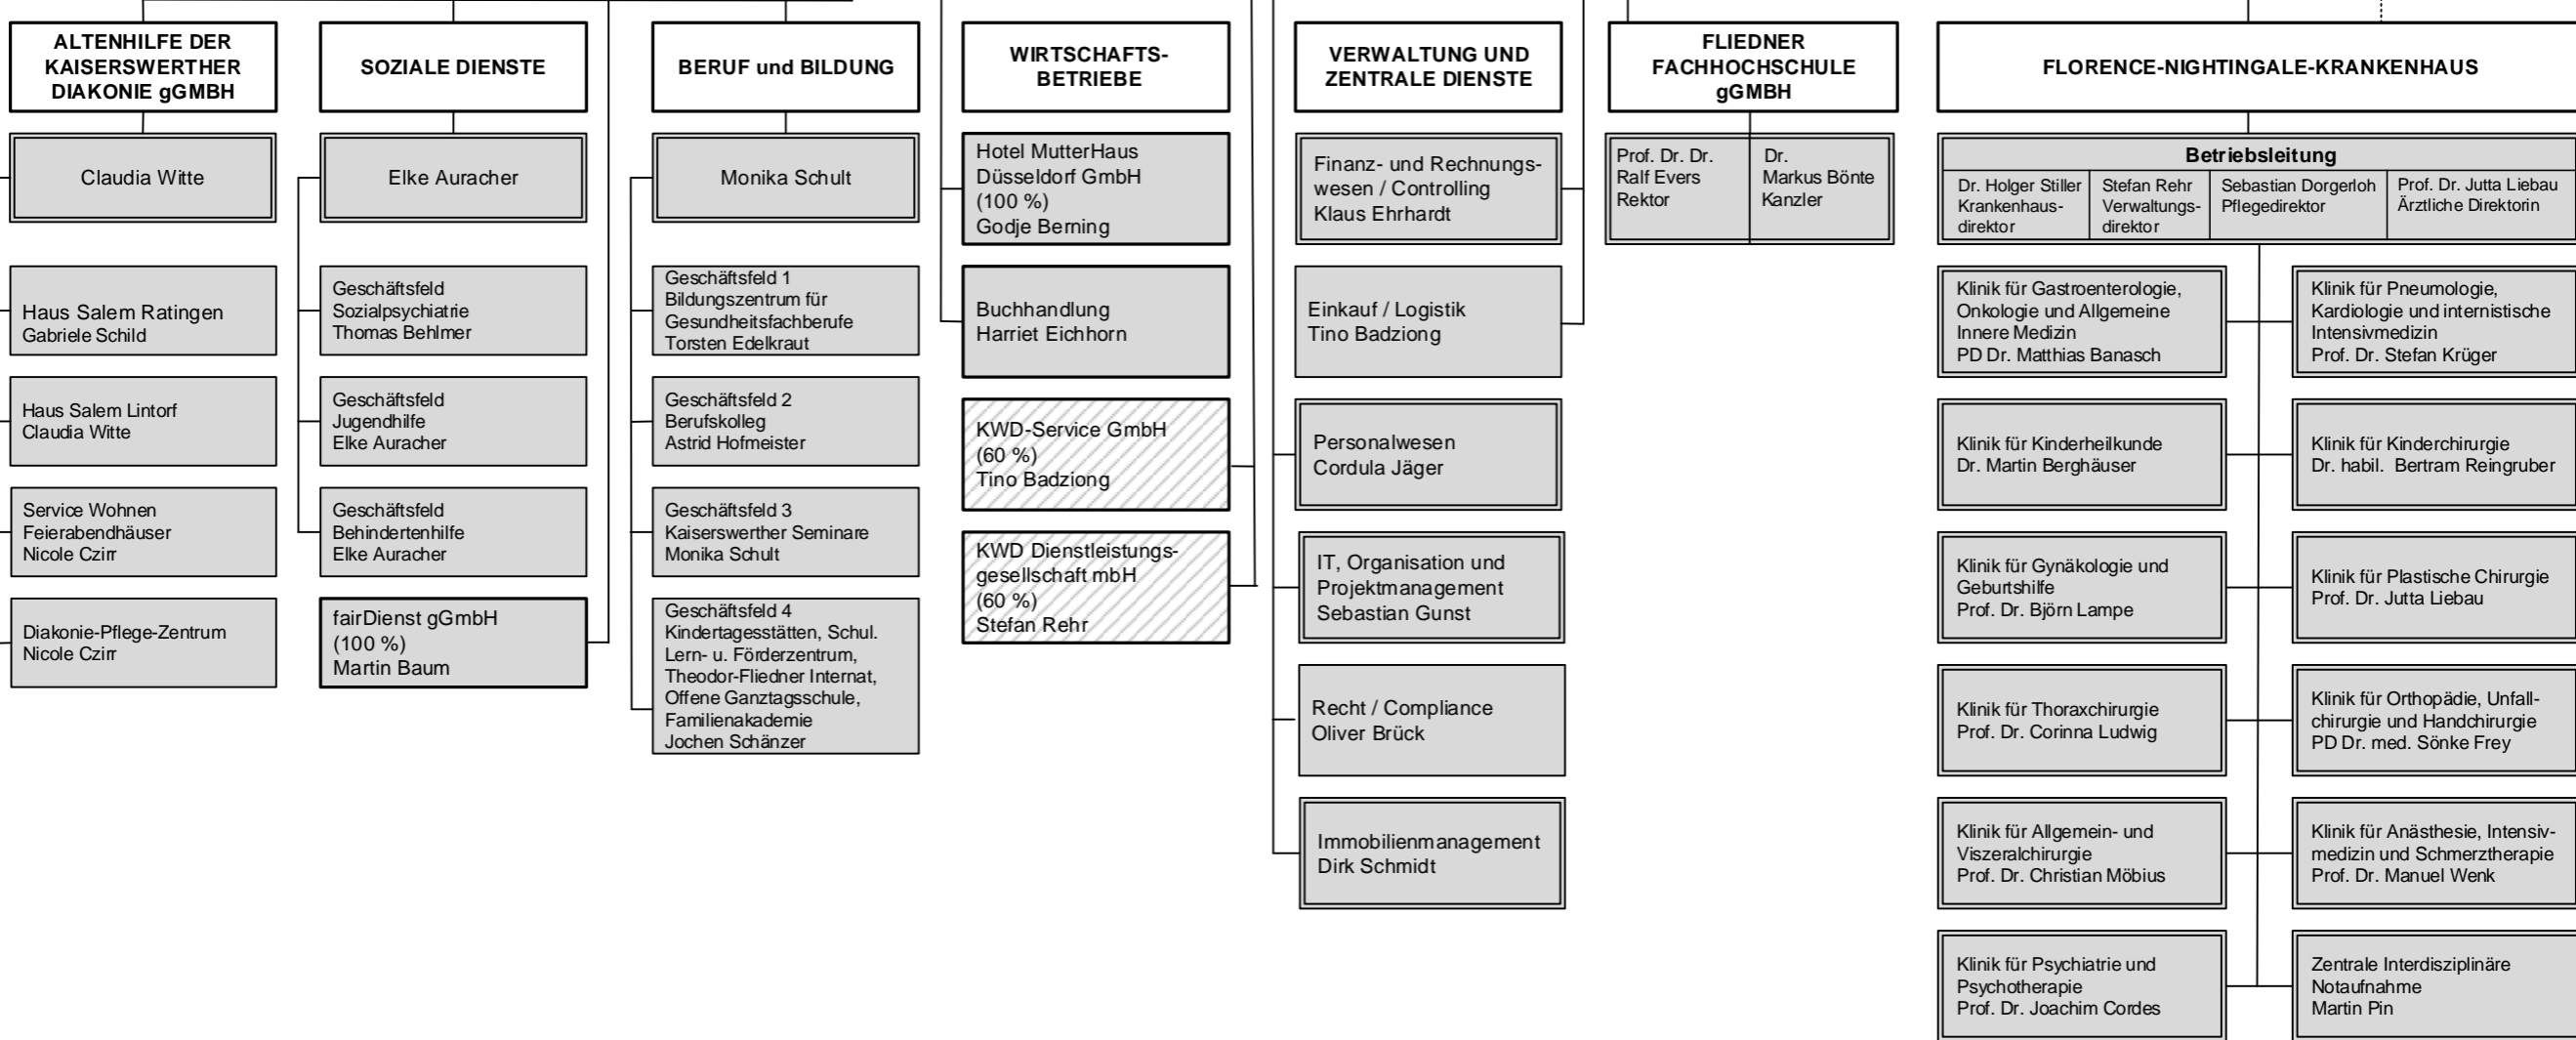 ALTENHILFE DER
KAISERSWERTHER
DIAKONIE gGMBH
Claudia Witte
Haus Salem Ratingen
Gabriele Schild
Haus Salem Lintorf
Claudia Witte
Service Wohnen
Feierabendhäuser
Nicole Czirr
Diakonie-Pflege-Zentrum
Nicole Czirr
SOZIALE DIENSTE
Elke Auracher
Geschäftsfeld
Sozialpsychiatrie
Thomas Behlmer
Geschäftsfeld
Jugendhilfe
Elke Auracher
Geschäftsfeld
Behindertenhilfe
Elke Auracher
fairDienst gGmbH
(100 %)
Martin Baum
BERUF und BILDUNG
Monika Schult
Geschäftsfeld 1
Bildungszentrum für
Gesundheitsfachberufe
Torsten Edelkraut
Geschäftsfeld 2
Berufskolleg
Astrid Hofmeister
Geschäftsfeld 3
Kaiserswerther Seminare
Monika Schult
Geschäftsfeld 4
Kindertagesstätten, Schul.
Lern- u. Förderzentrum,
Theodor-Fliedner Internat,
Offene Ganztagsschule,
Familienakademie
Jochen Schänzer
WIRTSCHAFTS-
BETRIEBE
Hotel MutterHaus
Düsseldorf GmbH
(100 %)
Godje Berning
Buchhandlung
Harriet Eichhorn
KWD-Service GmbH
(60 %)
Tino Badziong
KWD Dienstleistungs-
gesellschaft mbH
(60 %)
Stefan Rehr
VERWALTUNG UND
ZENTRALE DIENSTE
Finanz- und Rechnungs-
wesen / Controlling
Klaus Ehrhardt
Einkauf / Logistik
Tino Badziong
Personalwesen
Cordula Jäger
IT, Organisation und
Projektmanagement
Sebastian Gunst
Recht / Compliance
Oliver Brück
Immobilienmanagement
Dirk Schmidt
FLIEDNER
FACHHOCHSCHULE
gGMBH
Prof. Dr. Dr.
Ralf Evers
Rektor
Dr.
Markus Bönte
Kanzler
FLORENCE-NIGHTINGALE-KRANKENHAUS
Betriebsleitung
Dr. Holger Stiller
Krankenhaus-
direktor
Stefan Rehr
Verwaltungs-
direktor
Sebastian Dorgerloh
Pflegedirektor
Prof. Dr. Jutta Liebau
Ärztliche Direktorin
Klinik für Gastroenterologie,
Onkologie und Allgemeine
Innere Medizin
PD Dr. Matthias Banasch
Klinik für Pneumologie,
Kardiologie und internistische
Intensivmedizin
Prof. Dr. Stefan Krüger
Klinik für Kinderheilkunde
Dr. Martin Berghäuser
Klinik für Kinderchirurgie
Dr. habil. Bertram Reingruber
Klinik für Gynäkologie und
Geburtshilfe
Prof. Dr. Björn Lampe
Klinik für Plastische Chirurgie
Prof. Dr. Jutta Liebau
Klinik für Thoraxchirurgie
Prof. Dr. Corinna Ludwig
Klinik für Orthopädie, Unfall-
chirurgie und Handchirurgie
PD Dr. med. Sönke Frey
Klinik für Allgemein- und
Viszeralchirurgie
Prof. Dr. Christian Möbius
Klinik für Anästhesie, Intensiv-
medizin und Schmerztherapie
Prof. Dr. Manuel Wenk
Klinik für Psychiatrie und
Psychotherapie
Prof. Dr. Joachim Cordes
Zentrale Interdisziplinäre
Notaufnahme
Martin Pin